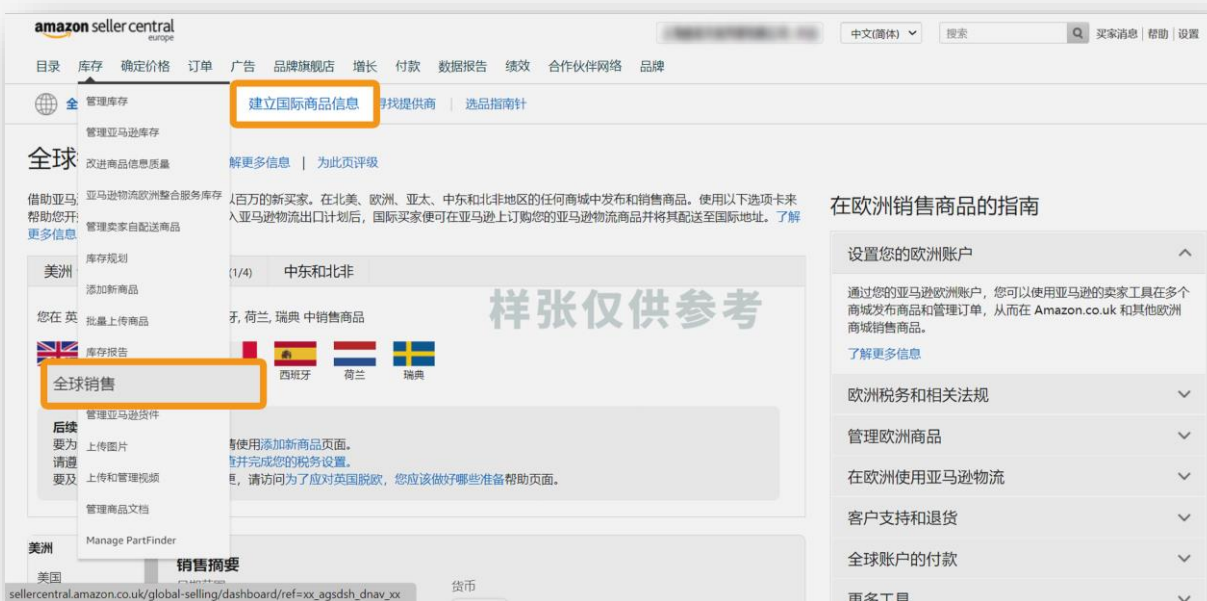 amazon seller central
europe
中文(简体)
搜索
买家消息 | 帮助 | 设置
目录 库存 确定价格 订单 广告 品牌旗舰店 增长 付款 数据报告 绩效 合作伙伴网络 品牌
全
建立国际商品信息
寻找提供商 | 选品指南针
管理库存
管理亚马逊库存
改进商品信息质量
亚马逊物流欧洲整合服务库存
管理卖家自配送商品
库存规划
添加新商品
批量上传商品
库存报告
全球销售
管理亚马逊货件
上传图片
上传和管理视频
管理商品文档
Manage PartFinder
全球
解更多信息 | 为此页评级
借助亚马
以百万的新买家。在北美、欧洲、亚太、中东和北非地区的任何商城中发布和销售商品。使用以下选项卡来
帮助您开
入亚马逊物流出口计划后，国际买家便可在亚马逊上订购您的亚马逊物流商品并将其配送至国际地址。了解
更多信息
美洲
(1/4)
中东和北非
您在 英
牙, 荷兰, 瑞典 中销售商品
样张仅供参考
西班牙
荷兰
瑞典
后续
要为
请使用添加新商品页面。
请遵
查并完成您的税务设置。
要及
更，请访问为了应对英国脱欧，您应该做好哪些准备帮助页面。
美洲
美国
销售摘要
货币
sellercentral.amazon.co.uk/global-selling/dashboard/ref=xx_agsdsh_dnav_xx
在欧洲销售商品的指南
设置您的欧洲账户
通过您的亚马逊欧洲账户，您可以使用亚马逊的卖家工具在多个
商城发布商品和管理订单，从而在 Amazon.co.uk 和其他欧洲
商城销售商品。
了解更多信息
欧洲税务和相关法规
管理欧洲商品
在欧洲使用亚马逊物流
客户支持和退货
全球账户的付款
更多工具